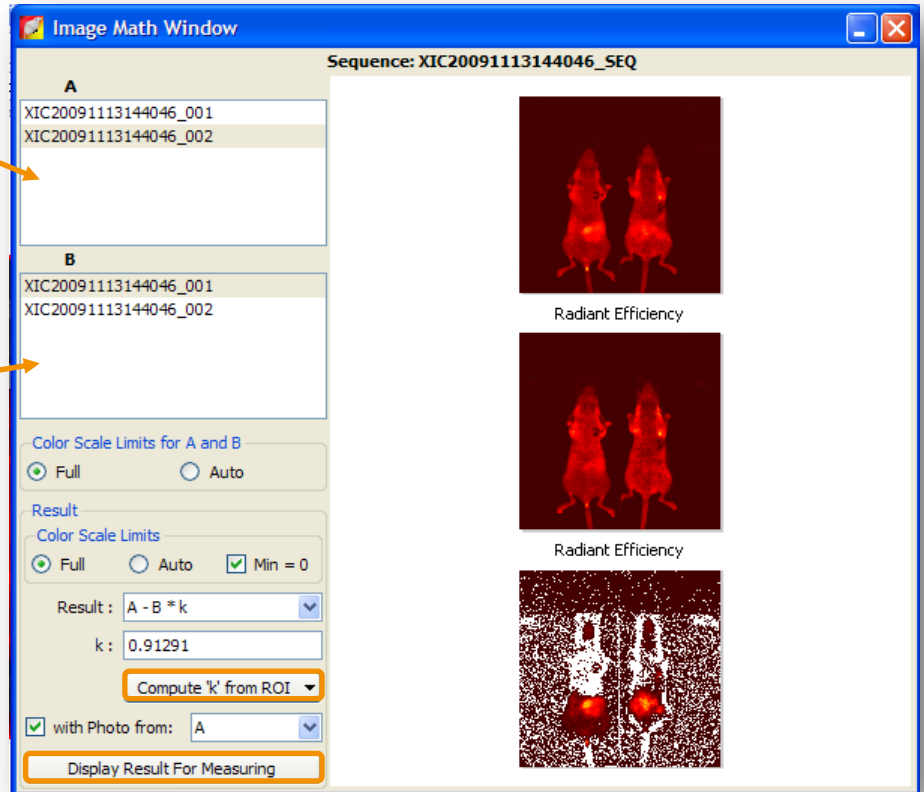 Image Math Window
Sequence: XIC20091113144046_SEQ
A
XIC20091113144046_001
XIC20091113144046_002
B
XIC20091113144046_001
XIC20091113144046_002
Color Scale Limits for A and B
Full Auto
Result
Color Scale Limits
Full Auto Min = 0
Result : A - B * k
k : 0.91291
Compute 'k' from ROI
with Photo from: A
Display Result For Measuring
Radiant Efficiency
Radiant Efficiency